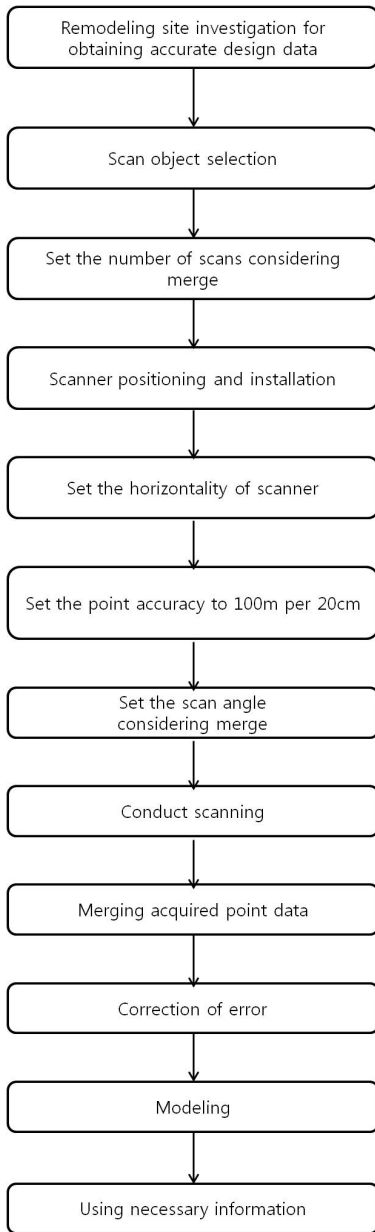 Remodeling site investigation for
obtaining accurate design data
Scan object selection
Set the number of scans considering
merge
Scanner positioning and installation
Set the horizontality of scanner
Set the point accuracy to 100m per 20cm
Set the scan angle
considering merge
Conduct scanning
Merging acquired point data
Correction of error
Modeling
Using necessary information